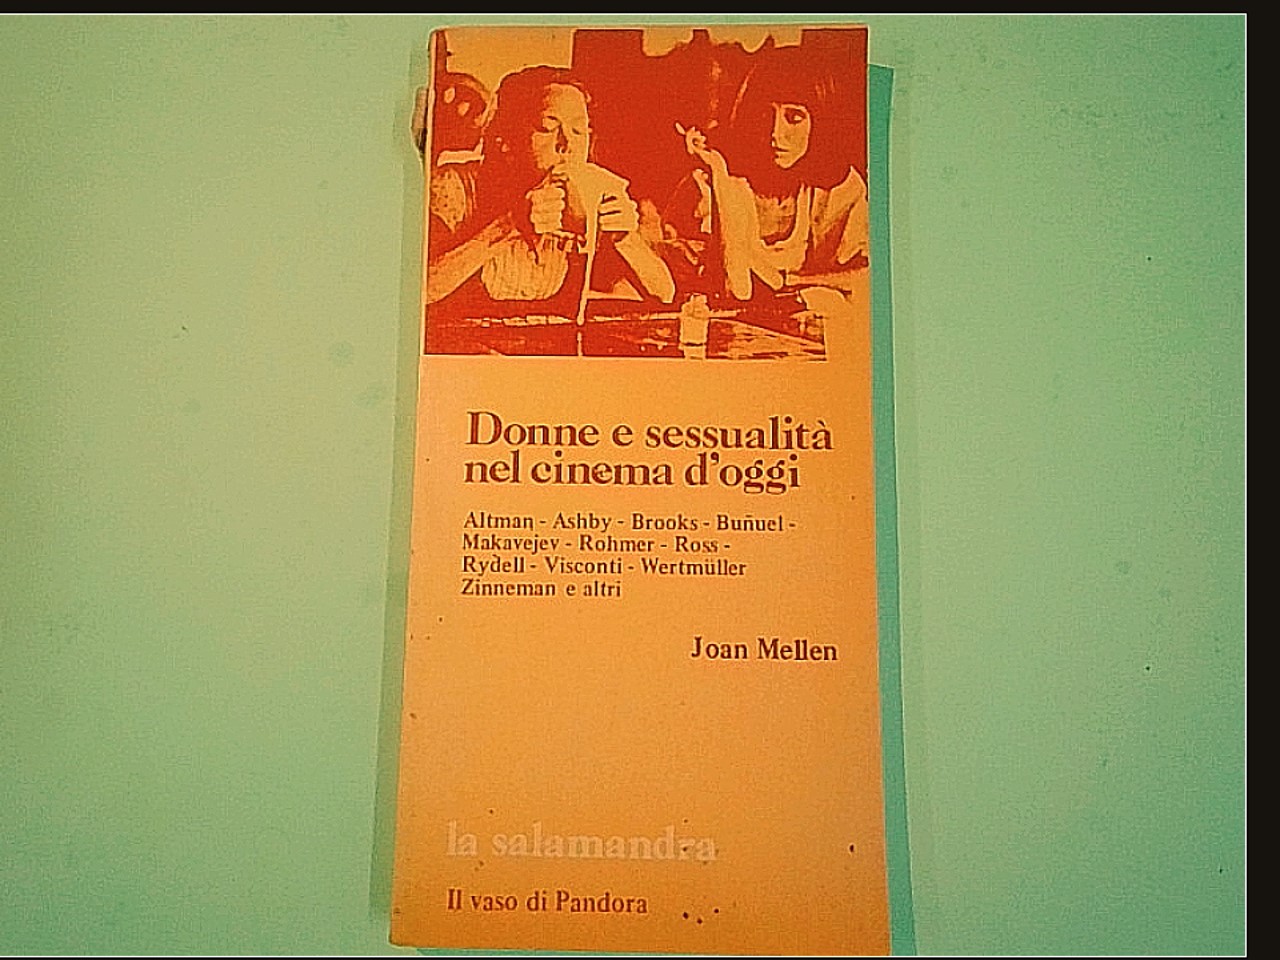 Donne e sessualità
nel cinema d'oggi
Altman - Ashby - Brooks - Buñuel -
Makavejev - Rohmer - Ross -
Rydell - Visconti - Wertmüller
Zinneman e altri
Joan Mellen
la salamandra
Il vaso di Pandora